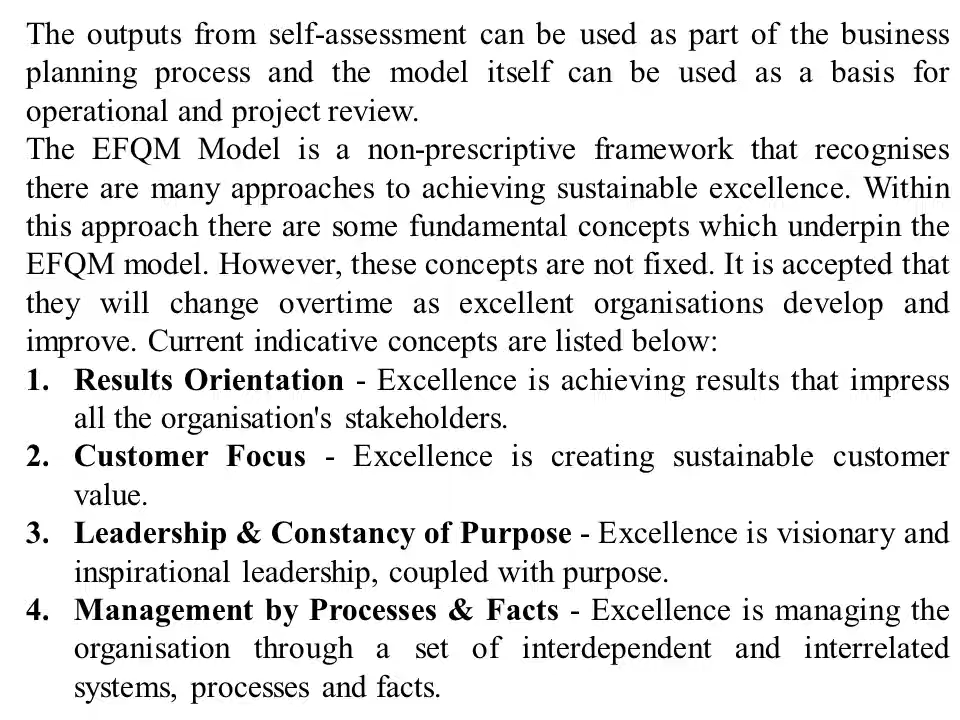 The outputs from self-assessment can be used as part of the business
planning process and the model itself can be used as a basis for
operational and project review.
The EFQM Model is a non-prescriptive framework that recognises
there are many approaches to achieving sustainable excellence. Within
this approach there are some fundamental concepts which underpin the
EFQM model. However, these concepts are not fixed. It is accepted that
they will change overtime as excellent organisations develop and
improve. Current indicative concepts are listed below:
1. Results Orientation - Excellence is achieving results that impress
all the organisation's stakeholders.
2. Customer Focus - Excellence is creating sustainable customer
value.
3. Leadership & Constancy of Purpose - Excellence is visionary and
inspirational leadership, coupled with purpose.
4. Management by Processes & Facts - Excellence is managing the
organisation through a set of interdependent and interrelated
systems, processes and facts.